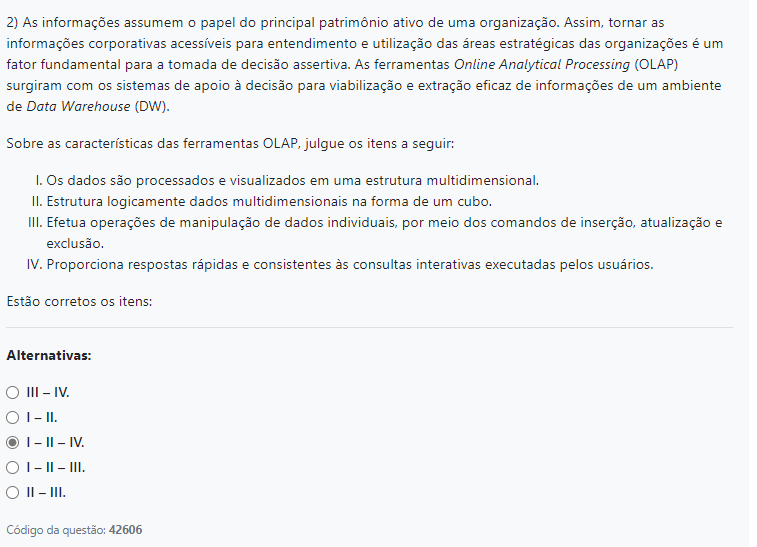 2) As informações assumem o papel do principal patrimônio ativo de uma organização. Assim, tornar as
informações corporativas acessíveis para entendimento e utilização das áreas estratégicas das organizações é um
fator fundamental para a tomada de decisão assertiva. As ferramentas Online Analytical Processing (OLAP)
surgiram com os sistemas de apoio à decisão para viabilização e extração eficaz de informações de um ambiente
de Data Warehouse (DW).
Sobre as características das ferramentas OLAP, julgue os itens a seguir:
I. Os dados são processados e visualizados em uma estrutura multidimensional.
II. Estrutura logicamente dados multidimensionais na forma de um cubo.
III. Efetua operações de manipulação de dados individuais, por meio dos comandos de inserção, atualização e
exclusão.
IV. Proporciona respostas rápidas e consistentes às consultas interativas executadas pelos usuários.
Estão corretos os itens:
Alternativas:
III – IV.
I – II.
I – II – IV.
I – II – III.
II – III.
Código da questão: 42606